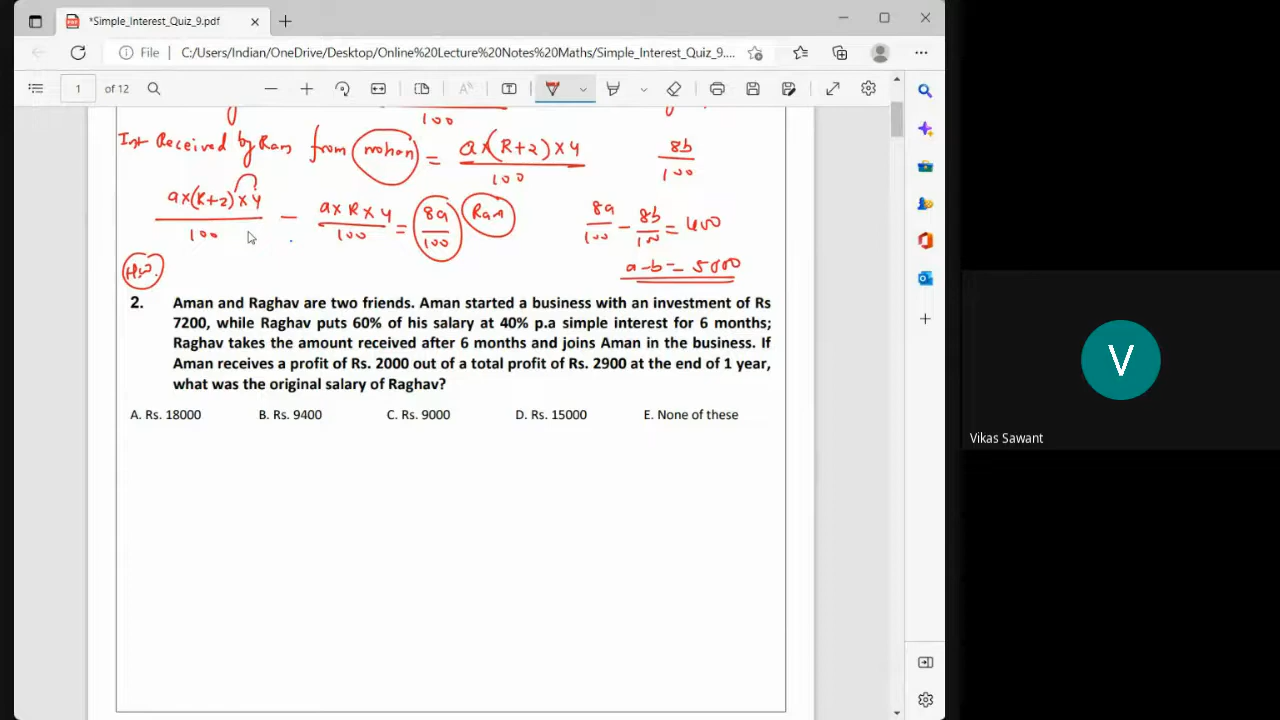 *Simple_Interest_Quiz_9.pdf
File
C:/Users/Indian/OneDrive/Desktop/Online%20Lecture%20Notes%20Maths/Simple_Interest_Quiz_9....
1 of 12
100
Int Received by Ram from mohan = a×(R+2)×4
100
8b
100
a×(R+2)×4
100
− a×R×4
100
= 8a
100
Ram
8a
100
− 8b
100
= 400
a-b = 5000
2. Aman and Raghav are two friends. Aman started a business with an investment of Rs
7200, while Raghav puts 60% of his salary at 40% p.a simple interest for 6 months;
Raghav takes the amount received after 6 months and joins Aman in the business. If
Aman receives a profit of Rs. 2000 out of a total profit of Rs. 2900 at the end of 1 year,
what was the original salary of Raghav?
A. Rs. 18000 B. Rs. 9400 C. Rs. 9000 D. Rs. 15000 E. None of these
V
Vikas Sawant